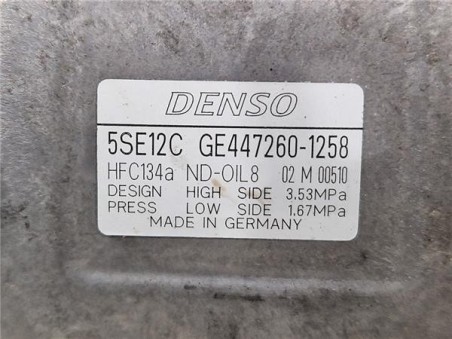 DENSO
5SE12C GE447260-1258
HFC134a ND-OIL8 02 M 00510
DESIGN HIGH SIDE 3.53MPa
PRESS LOW SIDE 1.67MPa
MADE IN GERMANY